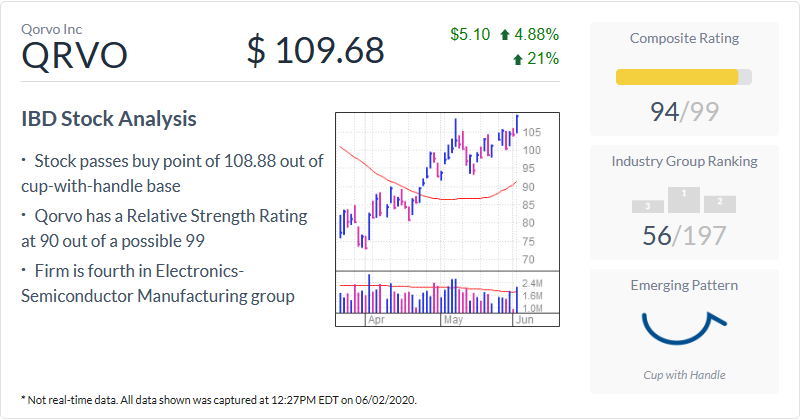 Qorvo Inc
QRVO
$ 109.68
$5.10 4.88%
21%
IBD Stock Analysis
· Stock passes buy point of 108.88 out of
cup-with-handle base
· Qorvo has a Relative Strength Rating
at 90 out of a possible 99
· Firm is fourth in Electronics-
Semiconductor Manufacturing group
105
100
95
90
85
80
75
70
2.4M
1.6M
1.0M
Apr May Jun
Composite Rating
94/99
Industry Group Ranking
3 1 2
56/197
Emerging Pattern
Cup with Handle
* Not real-time data. All data shown was captured at 12:27PM EDT on 06/02/2020.